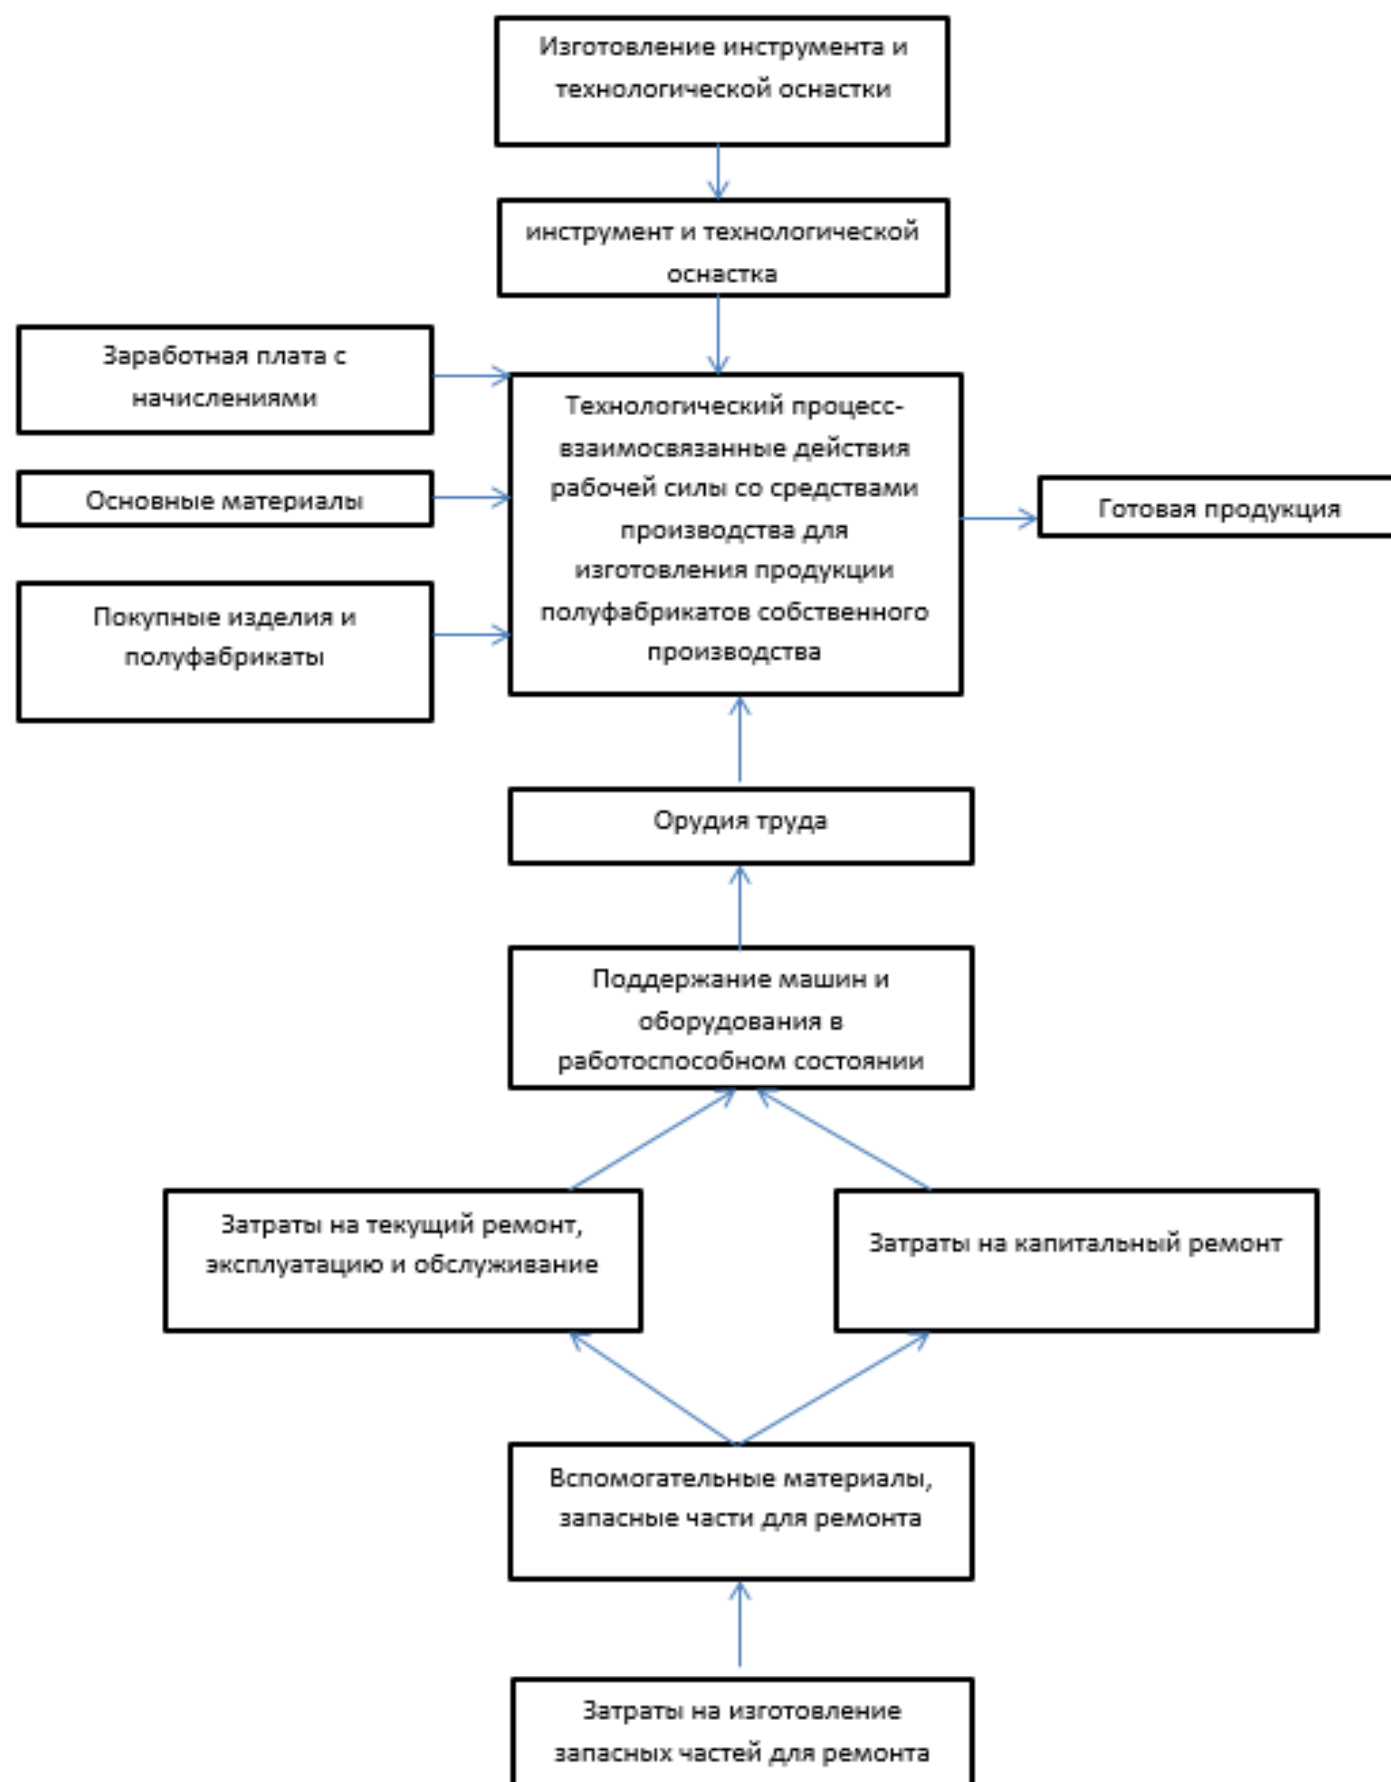 Изготовление инструмента и
технологической оснастки
инструмент и технологической
оснастка
Заработная плата с
начислениями
Основные материалы
Покупные изделия и
полуфабрикаты
Технологический процесс-
взаимосвязанные действия
рабочей силы со средствами
производства для
изготовления продукции
полуфабрикатов собственного
производства
Готовая продукция
Орудия труда
Поддержание машин и
оборудования в
работоспособном состоянии
Затраты на текущий ремонт,
эксплуатацию и обслуживание
Затраты на капитальный ремонт
Вспомогательные материалы,
запасные части для ремонта
Затраты на изготовление
запасных частей для ремонта